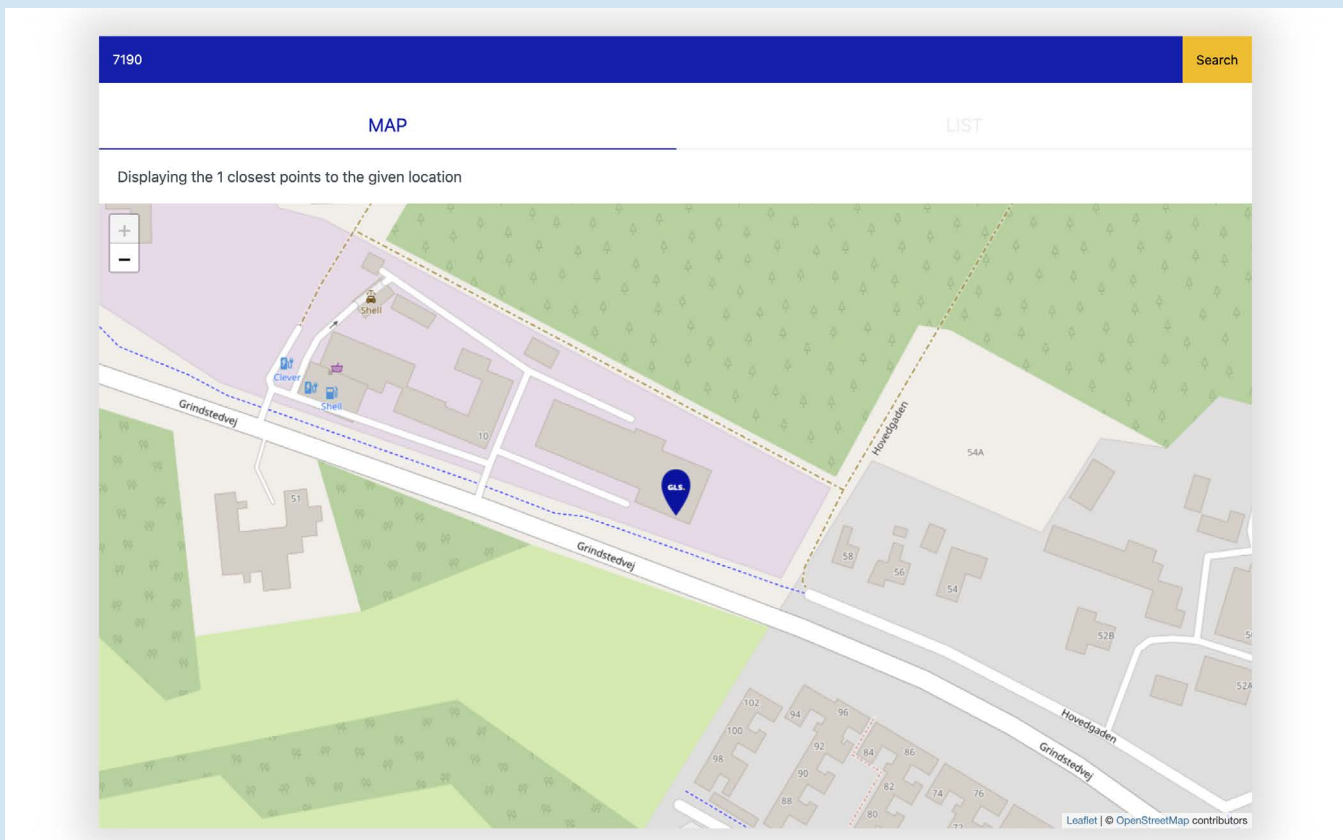 7190
Search
MAP
LIST
Displaying the 1 closest points to the given location
+
−
Shell
Clever
Shell
Grindstedvej
10
51
GLS.
Hovedgaden
54A
Grindstedvej
58
56
54
52B
52A
102
94
96
100
92
84
86
98
90
82
74
76
88
80
72
Hovedgaden
Grindstedvej
Leaflet | © OpenStreetMap contributors